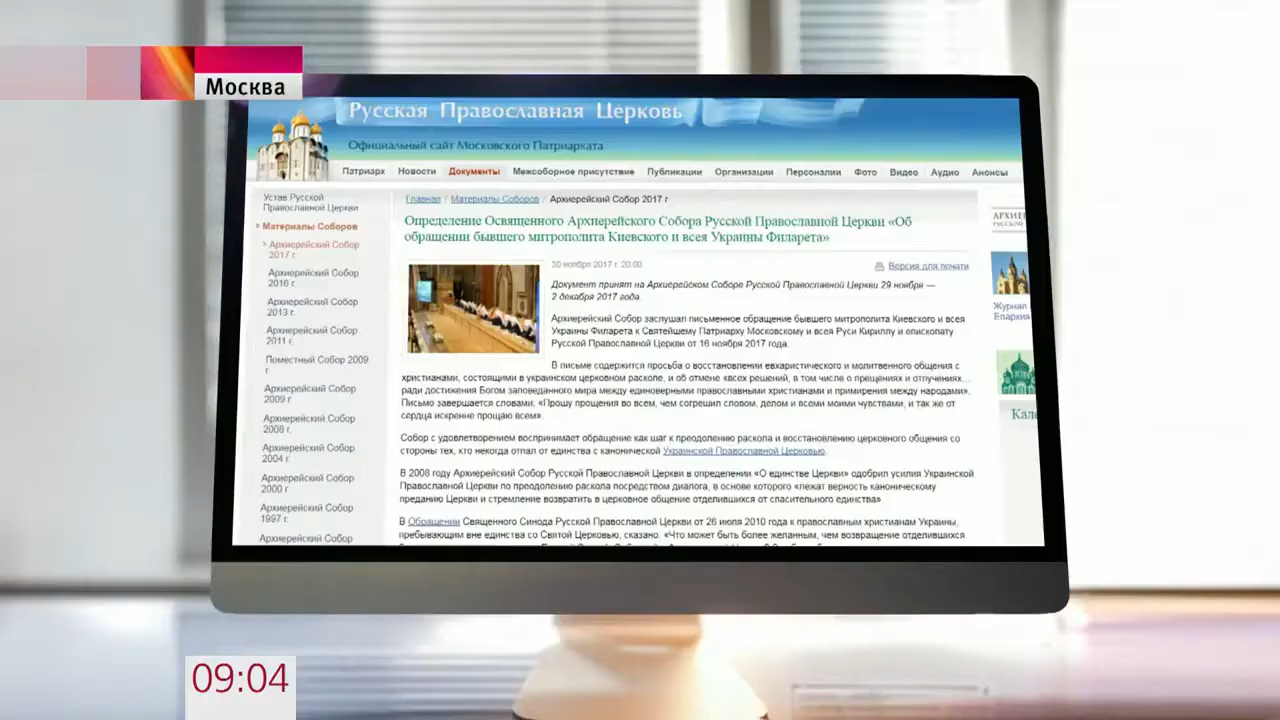 Москва
Русская Православная Церковь
Официальный сайт Московского Патриархата
Патриарх Новости Документы Межсоборное присутствие Публикации Организации Персоналии Фото Видео Аудио Анонсы
Устав Русской
Православной Церкви
Материалы Соборов
Архиерейский Собор
2017 г.
Архиерейский Собор
2016 г.
Архиерейский Собор
2013 г.
Архиерейский Собор
2011 г.
Поместный Собор 2009
г.
Архиерейский Собор
2009 г.
Архиерейский Собор
2008 г.
Архиерейский Собор
2004 г.
Архиерейский Собор
2000 г
Архиерейский Собор
1997 г.
Архиерейский Собор
Главная / Материалы Соборов / Архиерейский Собор 2017 г
Определение Освященного Архиерейского Собора Русской Православной Церкви «Об
обращении бывшего митрополита Киевского и всея Украины Филарета»
30 ноября 2017 г. 20:00
Версия для печати
Документ принят на Архиерейском Соборе Русской Православной Церкви 29 ноября —
2 декабря 2017 года.
Архиерейский Собор заслушал письменное обращение бывшего митрополита Киевского и всея
Украины Филарета к Святейшему Патриарху Московскому и всея Руси Кириллу и епископату
Русской Православной Церкви от 16 ноября 2017 года.
В письме содержится просьба о восстановлении евхаристического и молитвенного общения с
христианами, состоящими в украинском церковном расколе, и об отмене «всех решений, в том числе о прещениях и отлучениях...
ради достижения Богом заповеданного мира между единоверными православными христианами и примирения между народами».
Письмо завершается словами: «Прошу прощения во всем, чем согрешил словом, делом и всеми моими чувствами, и так же от
сердца искренне прощаю всем».
Собор с удовлетворением воспринимает обращение как шаг к преодолению раскола и восстановлению церковного общения со
стороны тех, кто некогда отпал от единства с канонической Украинской Православной Церковью.
В 2008 году Архиерейский Собор Русской Православной Церкви в определении «О единстве Церкви» одобрил усилия Украинской
Православной Церкви по преодолению раскола посредством диалога, в основе которого «лежат верность каноническому
преданию Церкви и стремление возвратить в церковное общение отделившихся от спасительного единства»
В Обращении Священного Синода Русской Православной Церкви от 26 июля 2010 года к православным христианам Украины,
пребывающим вне единства со Святой Церковью, сказано: «Что может быть более желанным, чем возвращение отделившихся
АРХИЕ
Журнал
Епархия
Кале
09:04